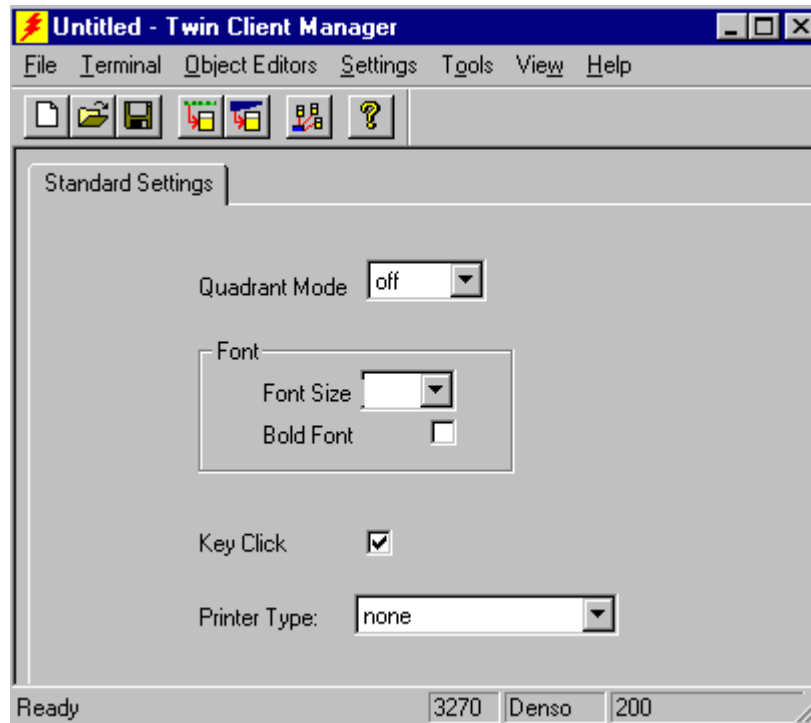 Untitled - Twin Client Manager
File Terminal Object Editors Settings Tools View Help
Standard Settings
Quadrant Mode off
Font
Font Size
Bold Font
Key Click
Printer Type: none
Ready 3270 Denso 200